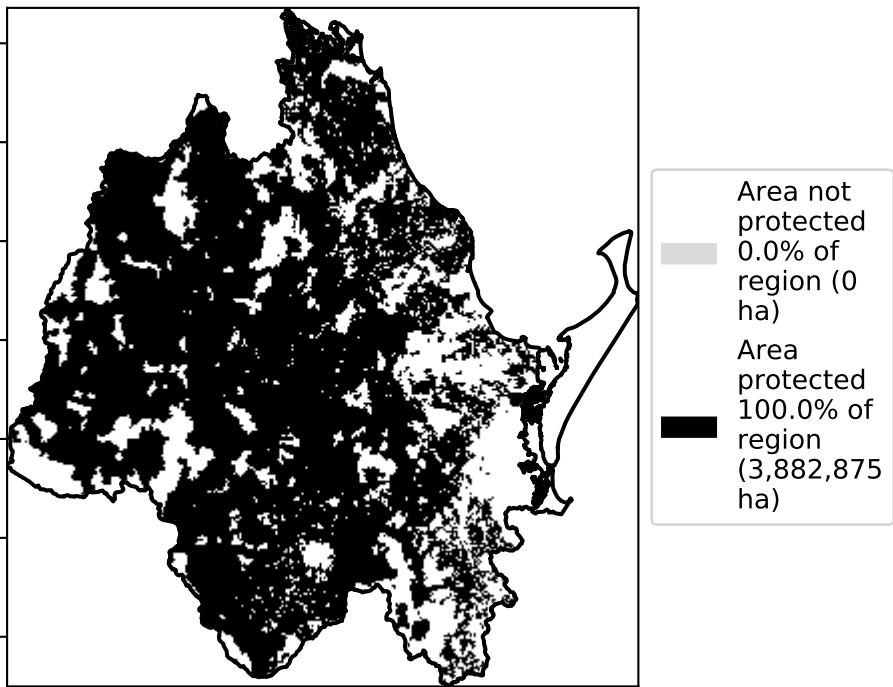 Area not
protected
0.0% of
region (0
ha)
Area
protected
100.0% of
region
(3,882,875
ha)